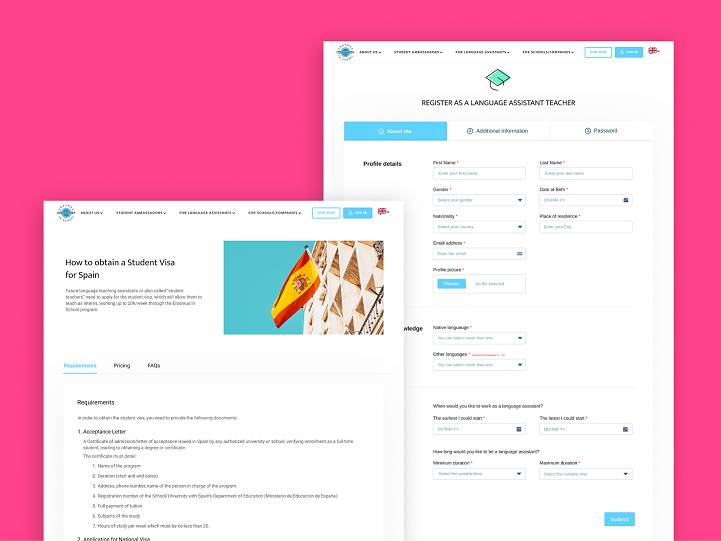 ABOUT US
STUDENT AMBASSADORS
FOR LANGUAGE ASSISTANTS
FOR SCHOOLS/COMPANIES
JOIN NOW
LOG IN
REGISTER AS A LANGUAGE ASSISTANT TEACHER
About me
Additional Information
Password
Profile details
First Name *
Last Name *
Enter your first name
Enter your last name
Gender *
Date of Birth *
Select your gender
DD-MM-YY
Nationality *
Place of residence *
Select your country
Enter your City
Email address *
Enter the email
Profile picture *
Choose
No file selected
Native languauge *
You can select more than one
Other languages *
You can select more than one
When would you like to work as a language assistant?
The earliest I could start *
The latest I could start *
DD-MM-YY
DD-MM-YY
How long would you like to be a language assistant?
Minimum duration *
Maximum duration *
Select the suitable time
Select the suitable time
Submit
ABOUT US
STUDENT AMBASSADORS
FOR LANGUAGE ASSISTANTS
FOR SCHOOLS/COMPANIES
JOIN NOW
LOG IN
How to obtain a Student Visa
for Spain
Future language teaching assistants or also called "student
teachers" need to apply for the student visa, which will allow them to
teach as interns, working up to 20h/week through the Erasmus In
School program.
Requirements
Pricing
FAQs
Requirements
In order to obtain the student visa, you need to provide the following documents:
1. Acceptance Letter
A Certificate of admission/letter of acceptance issued in Spain by any authorized university or school, verifying enrollment as a full-time
student, leading to obtaining a degree or certificate.
The certificate must detail:
1. Name of the program
2. Duration (start and end dates)
3. Address, phone number, name of the person in charge of the program.
4. Registration number of the School/University with Spain's Department of Education (Ministerio de Educación de España)
5. Full payment of tuition
6. Subjects of the study
7. Hours of study per week which must be no less than 20.
2. Application for National Visa